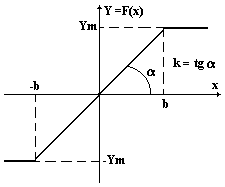 Y =F(x)
Ym
k = tg α
α
-b
x
b
-Ym